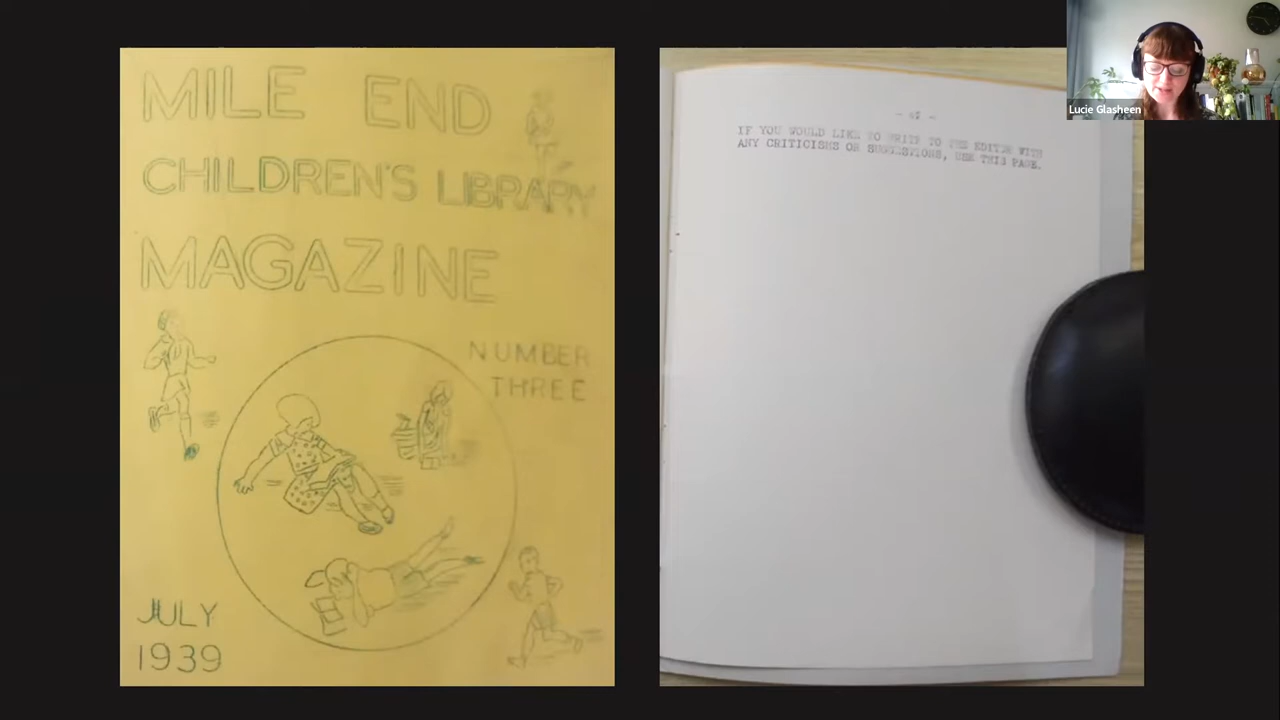 MILE END
CHILDREN'S LIBRARY
MAGAZINE
NUMBER
THREE
JULY
1939
IF YOU WOULD LIKE TO WRITE TO THE EDITOR WITH
ANY CRITICISMS OR SUGGESTIONS, USE THIS PAGE.
Lucie Glasheen